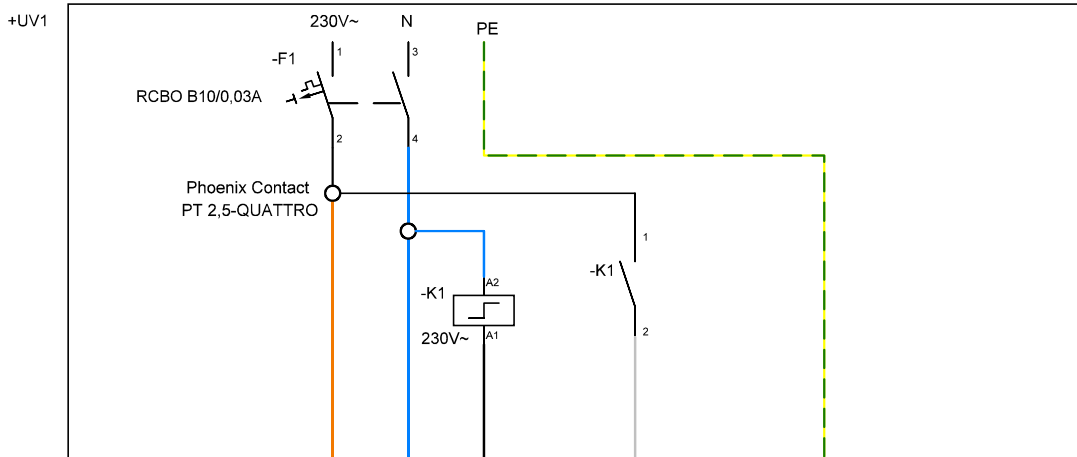 +UV1
230V~
N
PE
1
3
-F1
RCBO B10/0,03A
2
4
Phoenix Contact
PT 2,5-QUATTRO
1
-K1
A2
-K1
230V~
A1
2